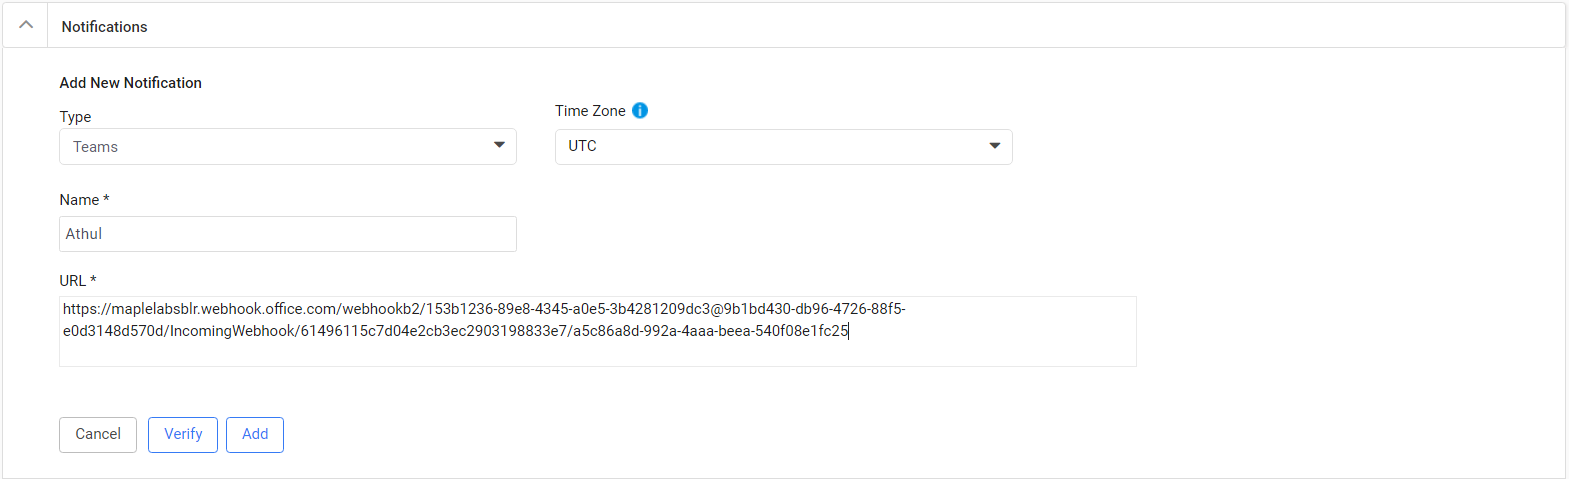 Notifications
Add New Notification
Type
Time Zone
Teams
UTC
Name *
Athul
URL *
https://maplelabsblr.webhook.office.com/webhookb2/153b1236-89e8-4345-a0e5-3b4281209dc3@9b1bd430-db96-4726-88f5-
e0d3148d570d/IncomingWebhook/61496115c7d04e2cb3ec2903198833e7/a5c86a8d-992a-4aaa-beea-540f08e1fc25
Cancel
Verify
Add